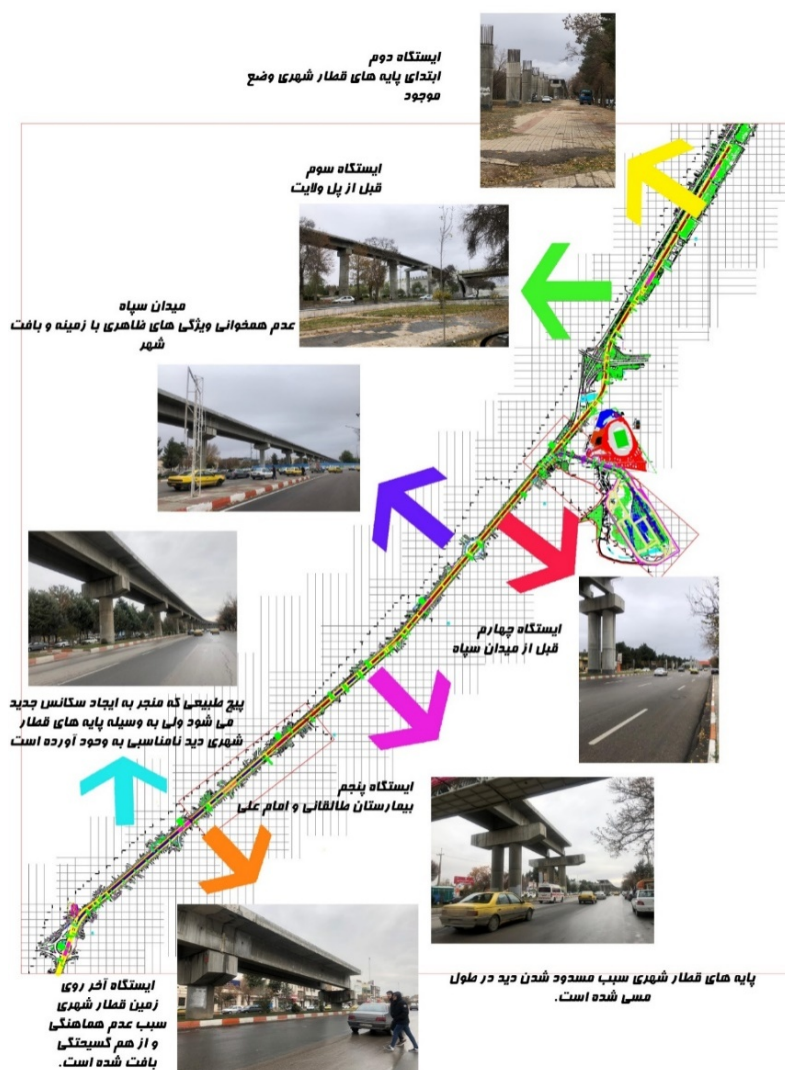 ایستگاه دوم
ابتدای پایه های قطار شهری وضع
موجود
ایستگاه سوم
قبل از پل ولایت
میدان سپاه
عدم همخوانی ویژگی های ظاهری با زمینه و بافت
شهر
ایستگاه چهارم
قبل از میدان سپاه
پیچ طبیعی که منجر به ایجاد سکانس جدید
می شود ولی به وسیله پایه های قطار
شهری دید نامناسبی به وحود آورده است
ایستگاه پنجم
بیمارستان طالقانی و امام علی
پایه های قطار شهری سبب مسدود شدن دید در طول
مسی شده است.
ایستگاه آخر روی
زمین قطار شهری
سبب عدم هماهنگی
و از هم گسیختگی
بافت شده است.